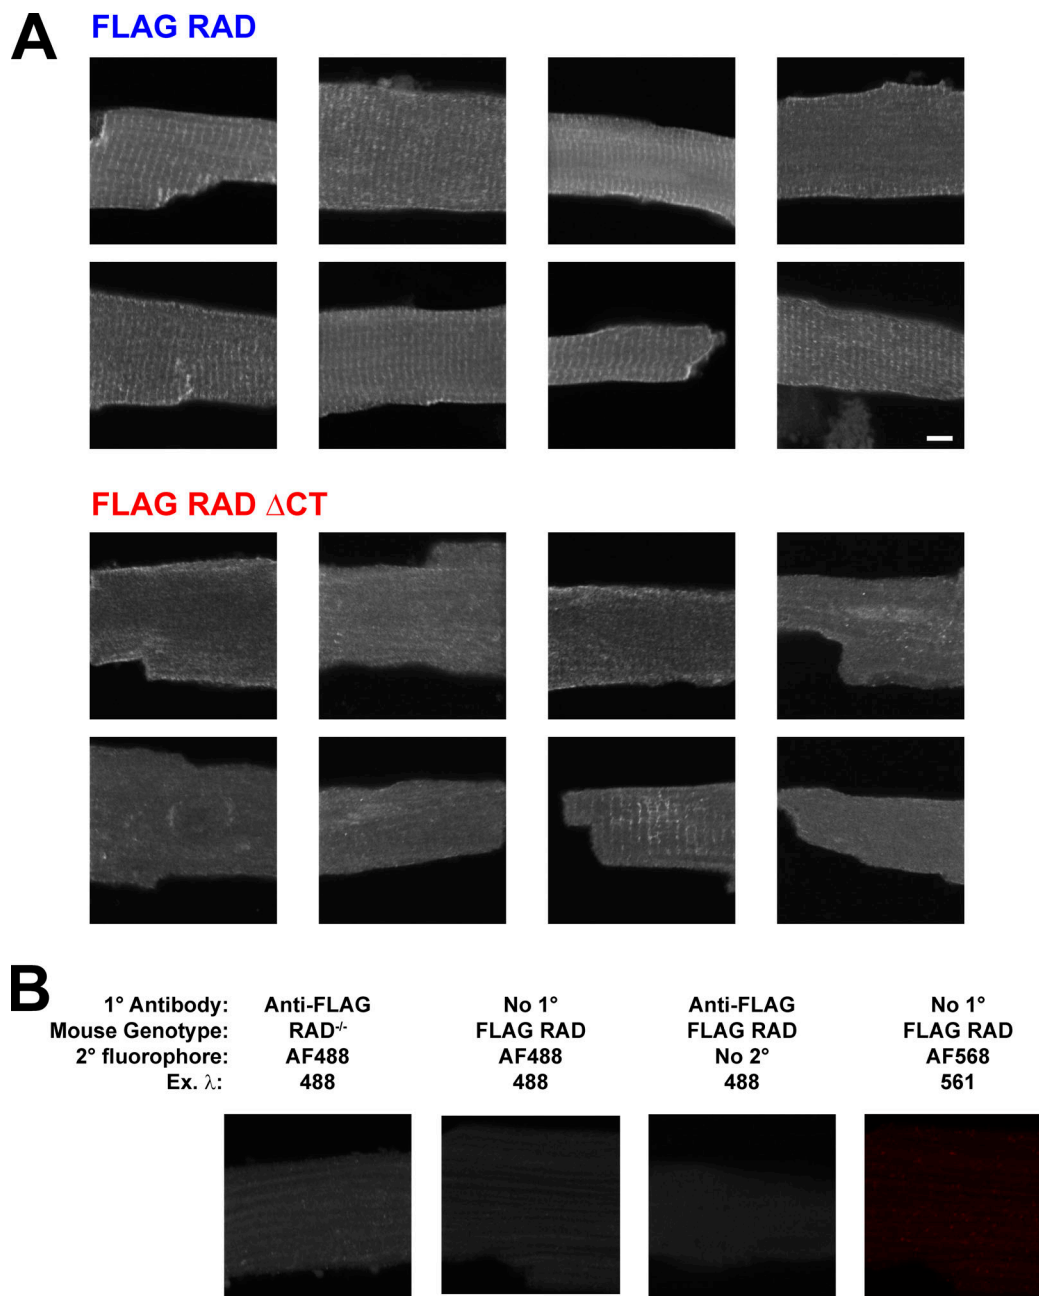 A
FLAG RAD
FLAG RAD ΔCT
B
1° Antibody: Anti-FLAG No 1° Anti-FLAG No 1°
Mouse Genotype: RAD-/- FLAG RAD FLAG RAD FLAG RAD
2° fluorophore: AF488 AF488 No 2° AF568
Ex. λ: 488 488 488 561